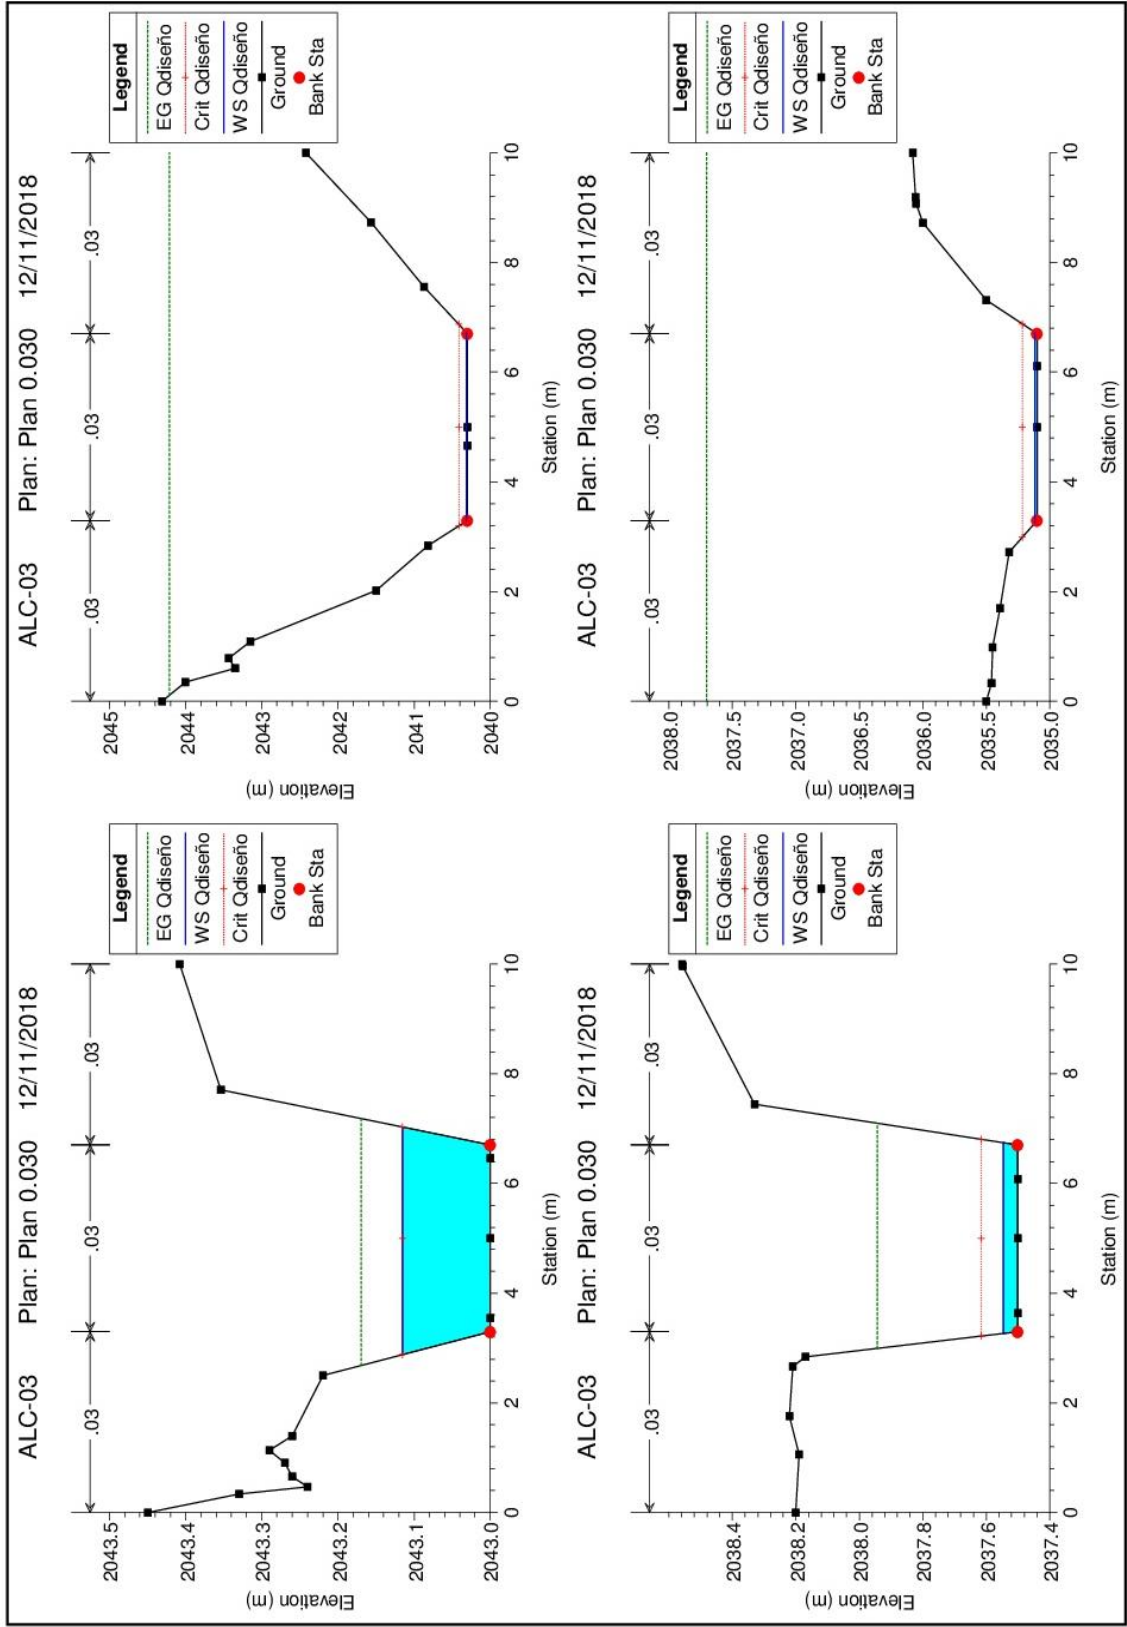 ALC-03 Plan: Plan 0.030 12/11/2018
.03 .03 .03
Legend
EG Qdiseño
WS Qdiseño
Crit Qdiseño
Ground
Bank Sta
2043.5
2043.4
2043.3
2043.2
2043.1
2043.0
Elevation (m)
0 2 4 6 8 10
Station (m)
ALC-03 Plan: Plan 0.030 12/11/2018
.03 .03 .03
Legend
EG Qdiseño
Crit Qdiseño
WS Qdiseño
Ground
Bank Sta
2045
2044
2043
2042
2041
2040
Elevation (m)
0 2 4 6 8 10
Station (m)
ALC-03 Plan: Plan 0.030 12/11/2018
.03 .03 .03
Legend
EG Qdiseño
Crit Qdiseño
WS Qdiseño
Ground
Bank Sta
2038.4
2038.2
2038.0
2037.8
2037.6
2037.4
Elevation (m)
0 2 4 6 8 10
Station (m)
ALC-03 Plan: Plan 0.030 12/11/2018
.03 .03 .03
Legend
EG Qdiseño
Crit Qdiseño
WS Qdiseño
Ground
Bank Sta
2038.0
2037.5
2037.0
2036.5
2036.0
2035.5
2035.0
Elevation (m)
0 2 4 6 8 10
Station (m)